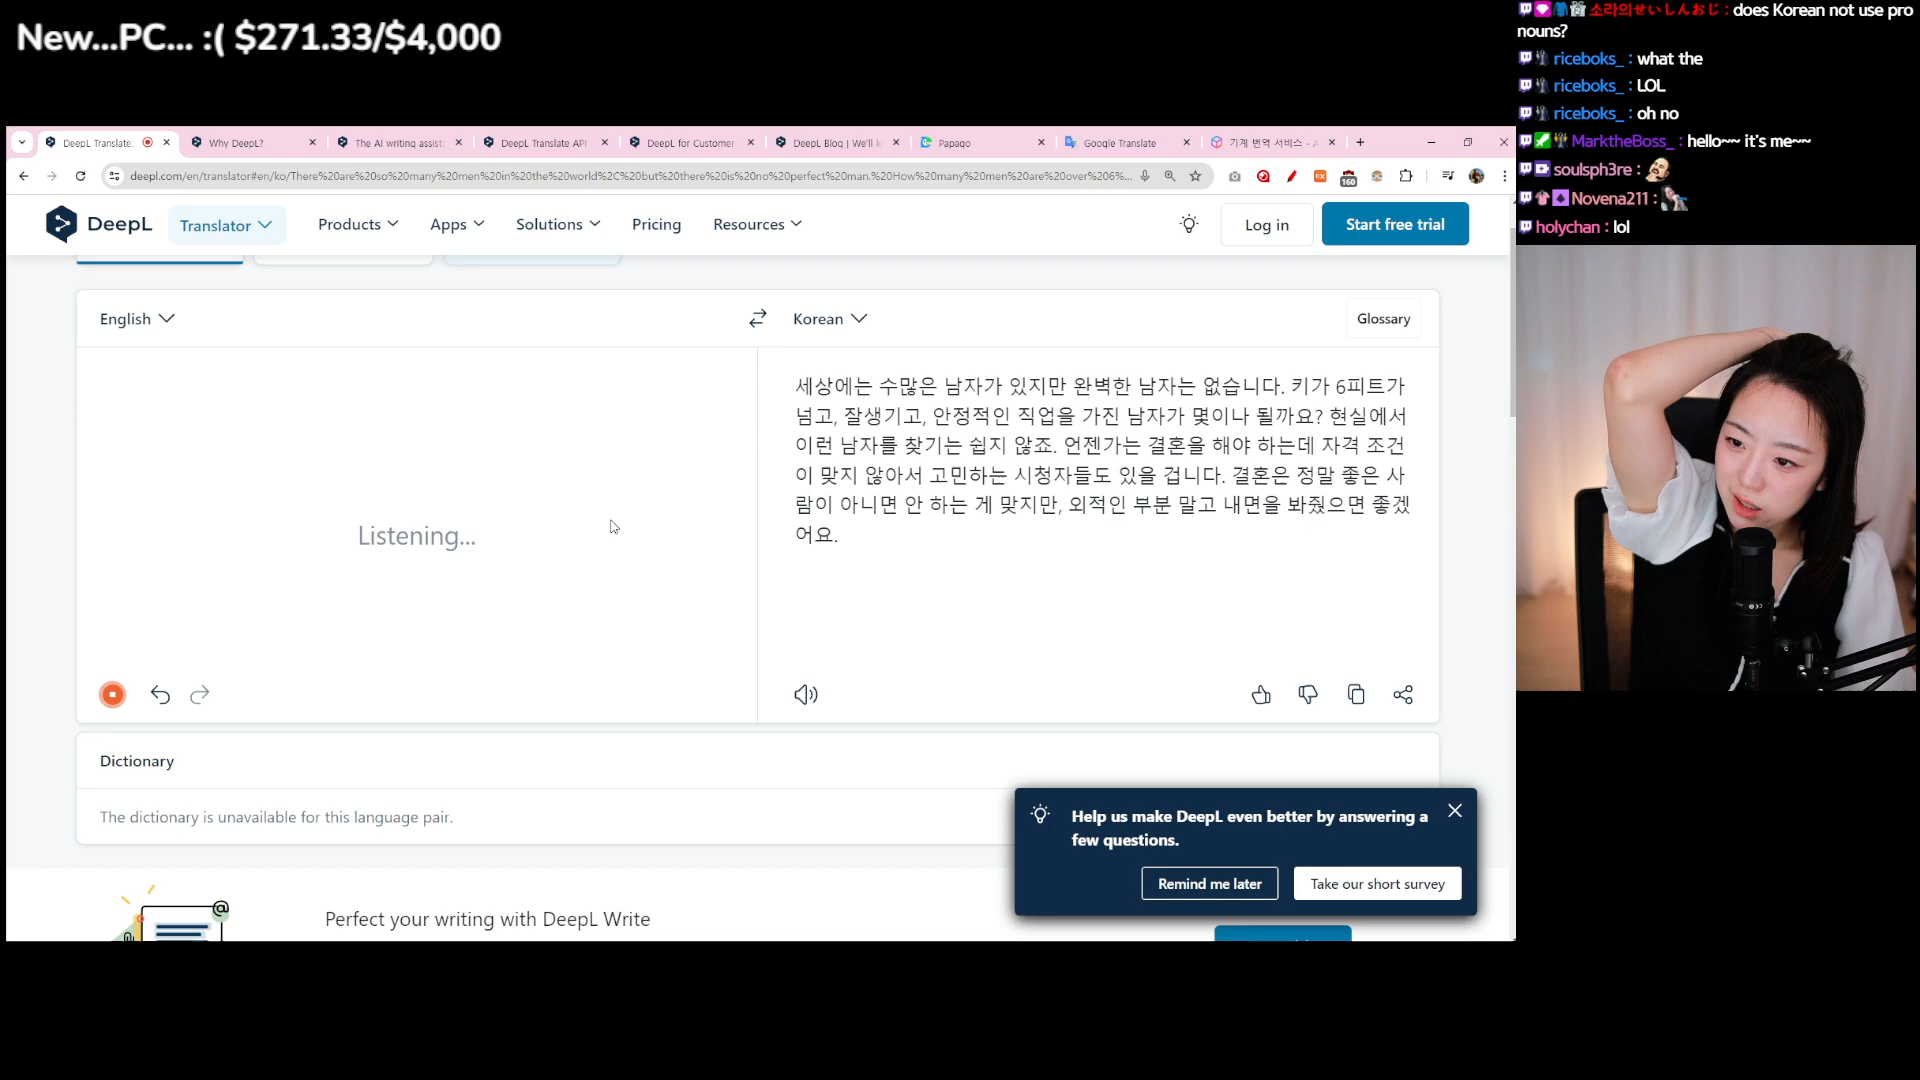 New...PC... :( $271.33/$4,000
소라의せいしんおじ : does Korean not use pro
nouns?
riceboks_ : what the
riceboks_ : LOL
riceboks_ : oh no
MarktheBoss_ : hello~~ it's me~~
soulsph3re :
Novena211 :
holychan : lol
DeepL Translate:
Why DeepL?
The AI writing assist
DeepL Translate API
DeepL for Customer
DeepL Blog | We'll k
Papago
Google Translate
기계 번역 서비스 - A
deepl.com/en/translator#en/ko/There%20are%20so%20many%20men%20in%20the%20world%2C%20but%20there%20is%20no%20perfect%20man.%20How%20many%20men%20are%20over%206%...
160
DeepL
Translator
Products
Apps
Solutions
Pricing
Resources
Log in
Start free trial
English
Korean
Glossary
세상에는 수많은 남자가 있지만 완벽한 남자는 없습니다. 키가 6피트가
넘고, 잘생기고, 안정적인 직업을 가진 남자가 몇이나 될까요? 현실에서
이런 남자를 찾기는 쉽지 않죠. 언젠가는 결혼을 해야 하는데 자격 조건
이 맞지 않아서 고민하는 시청자들도 있을 겁니다. 결혼은 정말 좋은 사
람이 아니면 안 하는 게 맞지만, 외적인 부분 말고 내면을 봐줬으면 좋겠
어요.
Listening...
Dictionary
The dictionary is unavailable for this language pair.
Help us make DeepL even better by answering a
few questions.
Remind me later
Take our short survey
Perfect your writing with DeepL Write